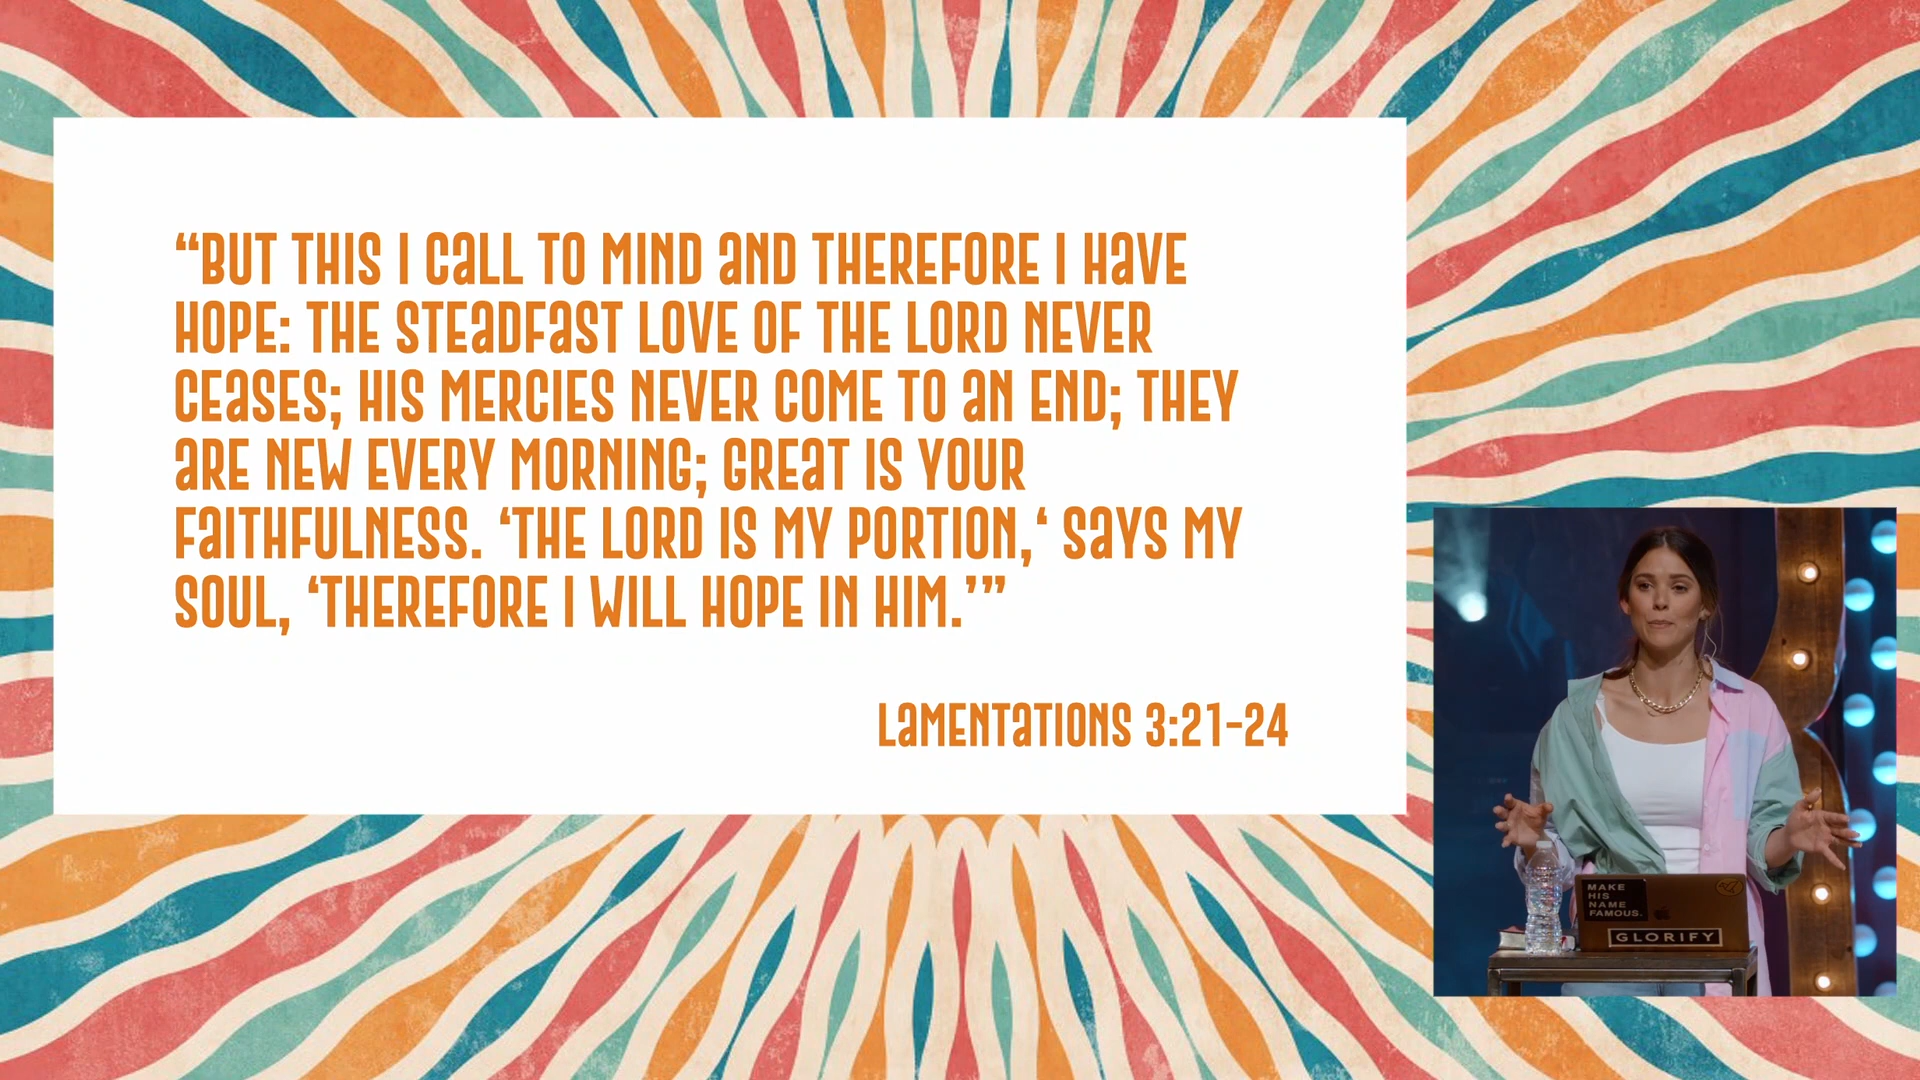 “BUT THIS I CaLL TO MIND aND THEREFORE I HaVE
HOPE: THE STEaDFaST LOVE OF THE LORD NEVER
CEaSES; HIS MERCIES NEVER COME TO aN END; THEY
aRE NEW EVERY MORNING; GREaT IS YOUR
FaITHFULNESS. ‘THE LORD IS MY PORTION,‘ SaYS MY
SOUL, ‘THEREFORE I WILL HOPE IN HIM.’”
LaMENTaTIONS 3:21-24
MAKE
HIS
NAME
FAMOUS.
GLORIFY